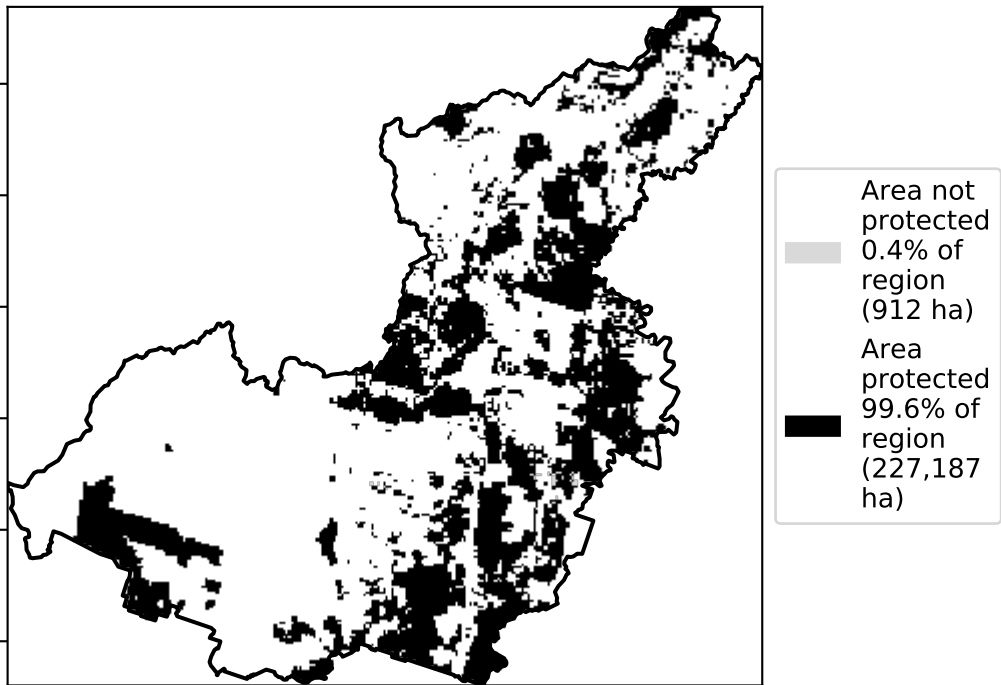 Area not
protected
0.4% of
region
(912 ha)
Area
protected
99.6% of
region
(227,187
ha)